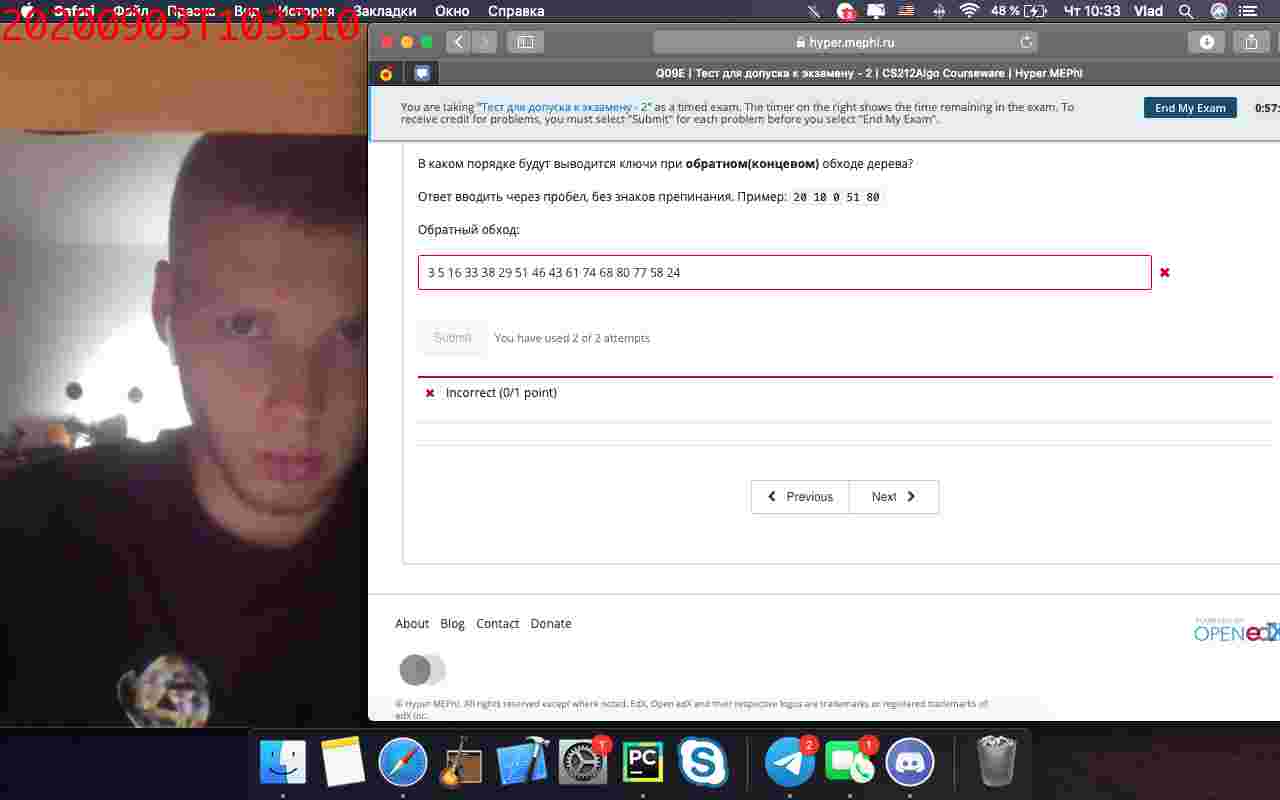 20200903T103310
Safari Файл Правка Вид История Закладки Окно Справка
48 % Чт 10:33 Vlad
hyper.mephi.ru
Q09E | Тест для допуска к экзамену - 2 | CS212Algo Courseware | Hyper MEPhI
You are taking "Тест для допуска к экзамену - 2" as a timed exam. The timer on the right shows the time remaining in the exam. To
receive credit for problems, you must select "Submit" for each problem before you select "End My Exam".
End My Exam
0:57:
В каком порядке будут выводится ключи при обратном(концевом) обходе дерева?
Ответ вводить через пробел, без знаков препинания. Пример: 20 10 0 51 80
Обратный обход:
3 5 16 33 38 29 51 46 43 61 74 68 80 77 58 24
Submit You have used 2 of 2 attempts
Incorrect (0/1 point)
Previous Next
About Blog Contact Donate
POWERED BY
OPEN edX
© Hyper MEPhI. All rights reserved except where noted. EdX, Open edX and their respective logos are trademarks or registered trademarks of
edX Inc.
1 PC 2 1